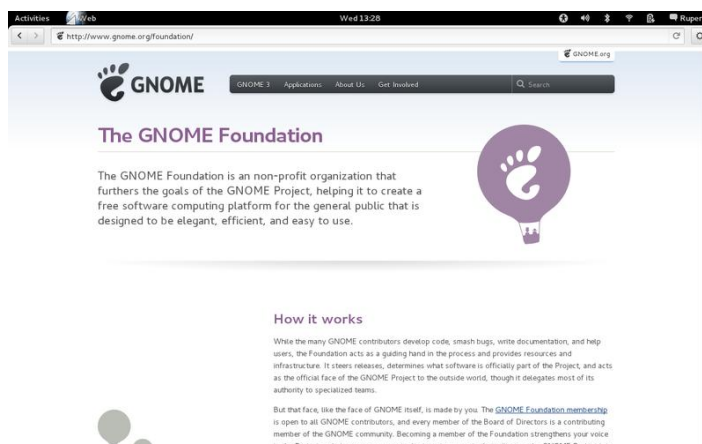 Activities Web Wed 13:28 Ruper
http://www.gnome.org/foundation/
GNOME.org
GNOME GNOME 3 Applications About Us Get Involved Search
The GNOME Foundation
The GNOME Foundation is an non-profit organization that
furthers the goals of the GNOME Project, helping it to create a
free software computing platform for the general public that is
designed to be elegant, efficient, and easy to use.
How it works
While the many GNOME contributors develop code, smash bugs, write documentation, and help
users, the Foundation acts as a guiding hand in the process and provides resources and
infrastructure. It steers releases, determines what software is officially part of the Project, and acts
as the official face of the GNOME Project to the outside world, though it delegates most of its
authority to specialized teams.
But that face, like the face of GNOME itself, is made by you. The GNOME Foundation membership
is open to all GNOME contributors, and every member of the Board of Directors is a contributing
member of the GNOME community. Becoming a member of the Foundation strengthens your voice